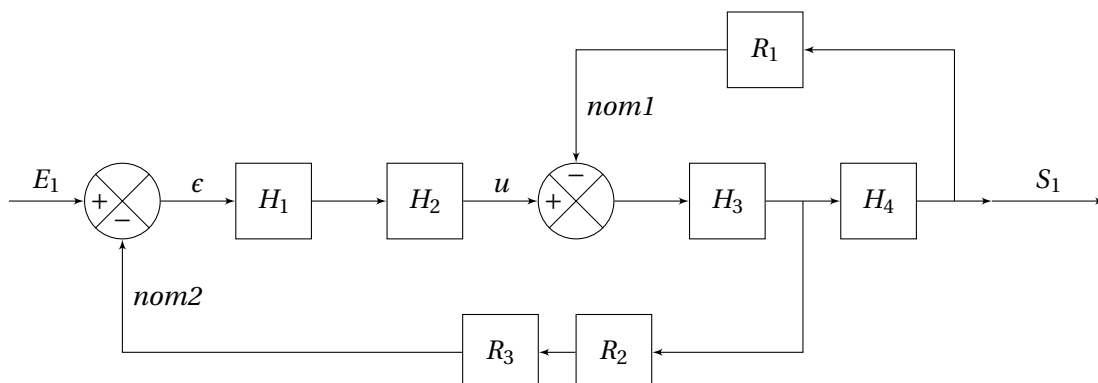 R₁
nom1
E₁ + − ϵ H₁ H₂ u + − H₃ H₄ S₁
nom2
R₃ R₂